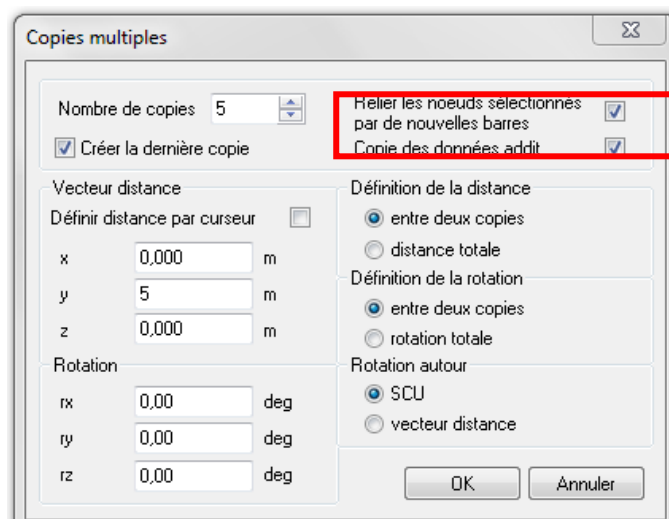 Copies multiples
Nombre de copies 5
Créer la dernière copie
Relier les noeuds sélectionnés
par de nouvelles barres
Copie des données addit
Vecteur distance
Définir distance par curseur
x 0,000 m
y 5 m
z 0,000 m
Rotation
rx 0,00 deg
ry 0,00 deg
rz 0,00 deg
Définition de la distance
entre deux copies
distance totale
Définition de la rotation
entre deux copies
rotation totale
Rotation autour
SCU
vecteur distance
OK Annuler